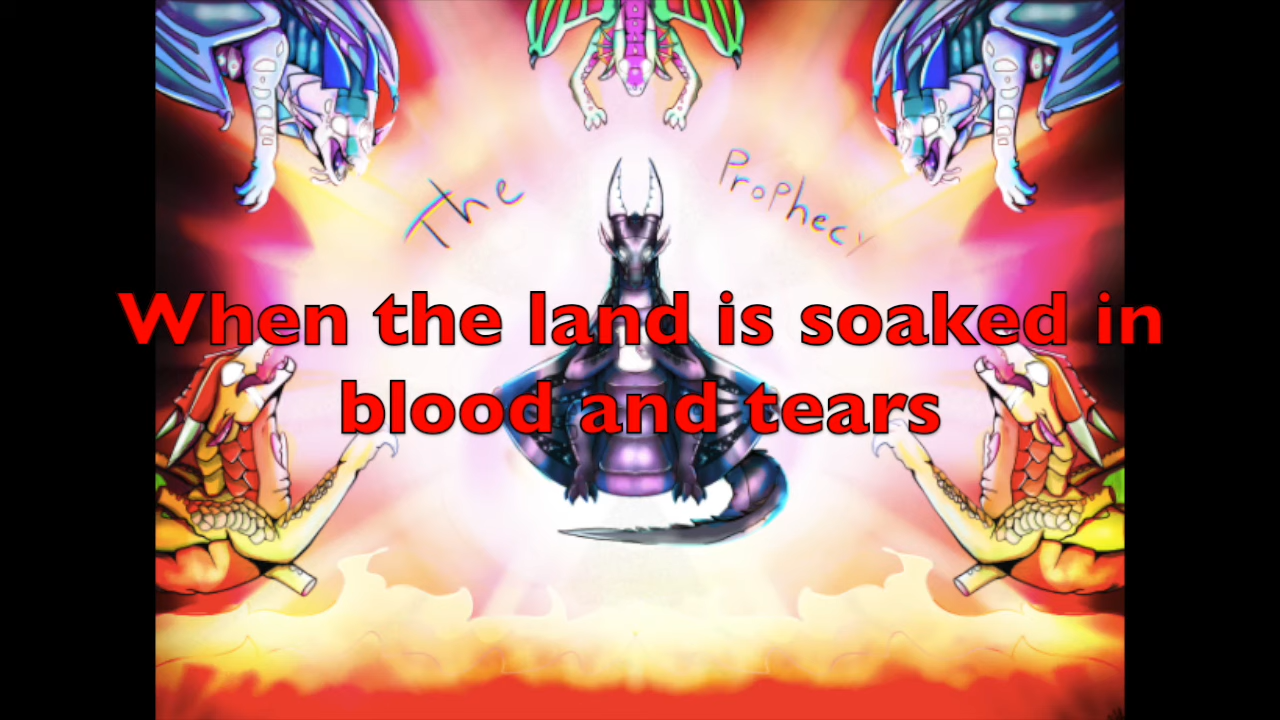 The Prophecy
When the land is soaked in
blood and tears